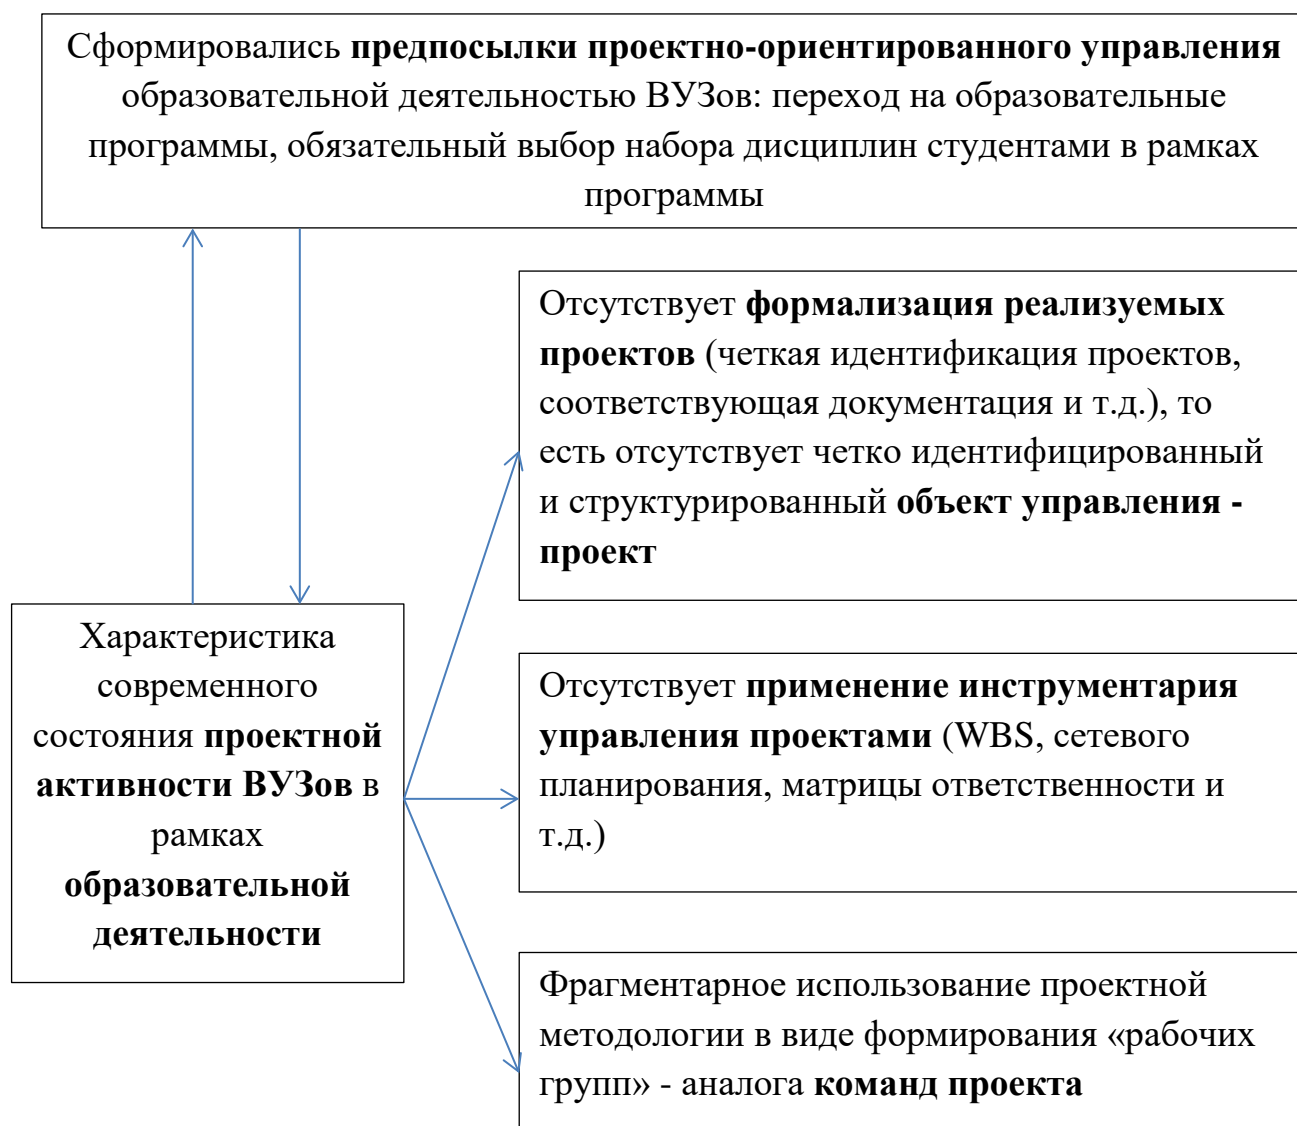 Сформировались предпосылки проектно-ориентированного управления
образовательной деятельностью ВУЗов: переход на образовательные
программы, обязательный выбор набора дисциплин студентами в рамках
программы
Отсутствует формализация реализуемых
проектов (четкая идентификация проектов,
соответствующая документация и т.д.), то
есть отсутствует четко идентифицированный
и структурированный объект управления -
проект
Характеристика
современного
состояния проектной
активности ВУЗов в
рамках
образовательной
деятельности
Отсутствует применение инструментария
управления проектами (WBS, сетевого
планирования, матрицы ответственности и
т.д.)
Фрагментарное использование проектной
методологии в виде формирования «рабочих
групп» - аналога команд проекта